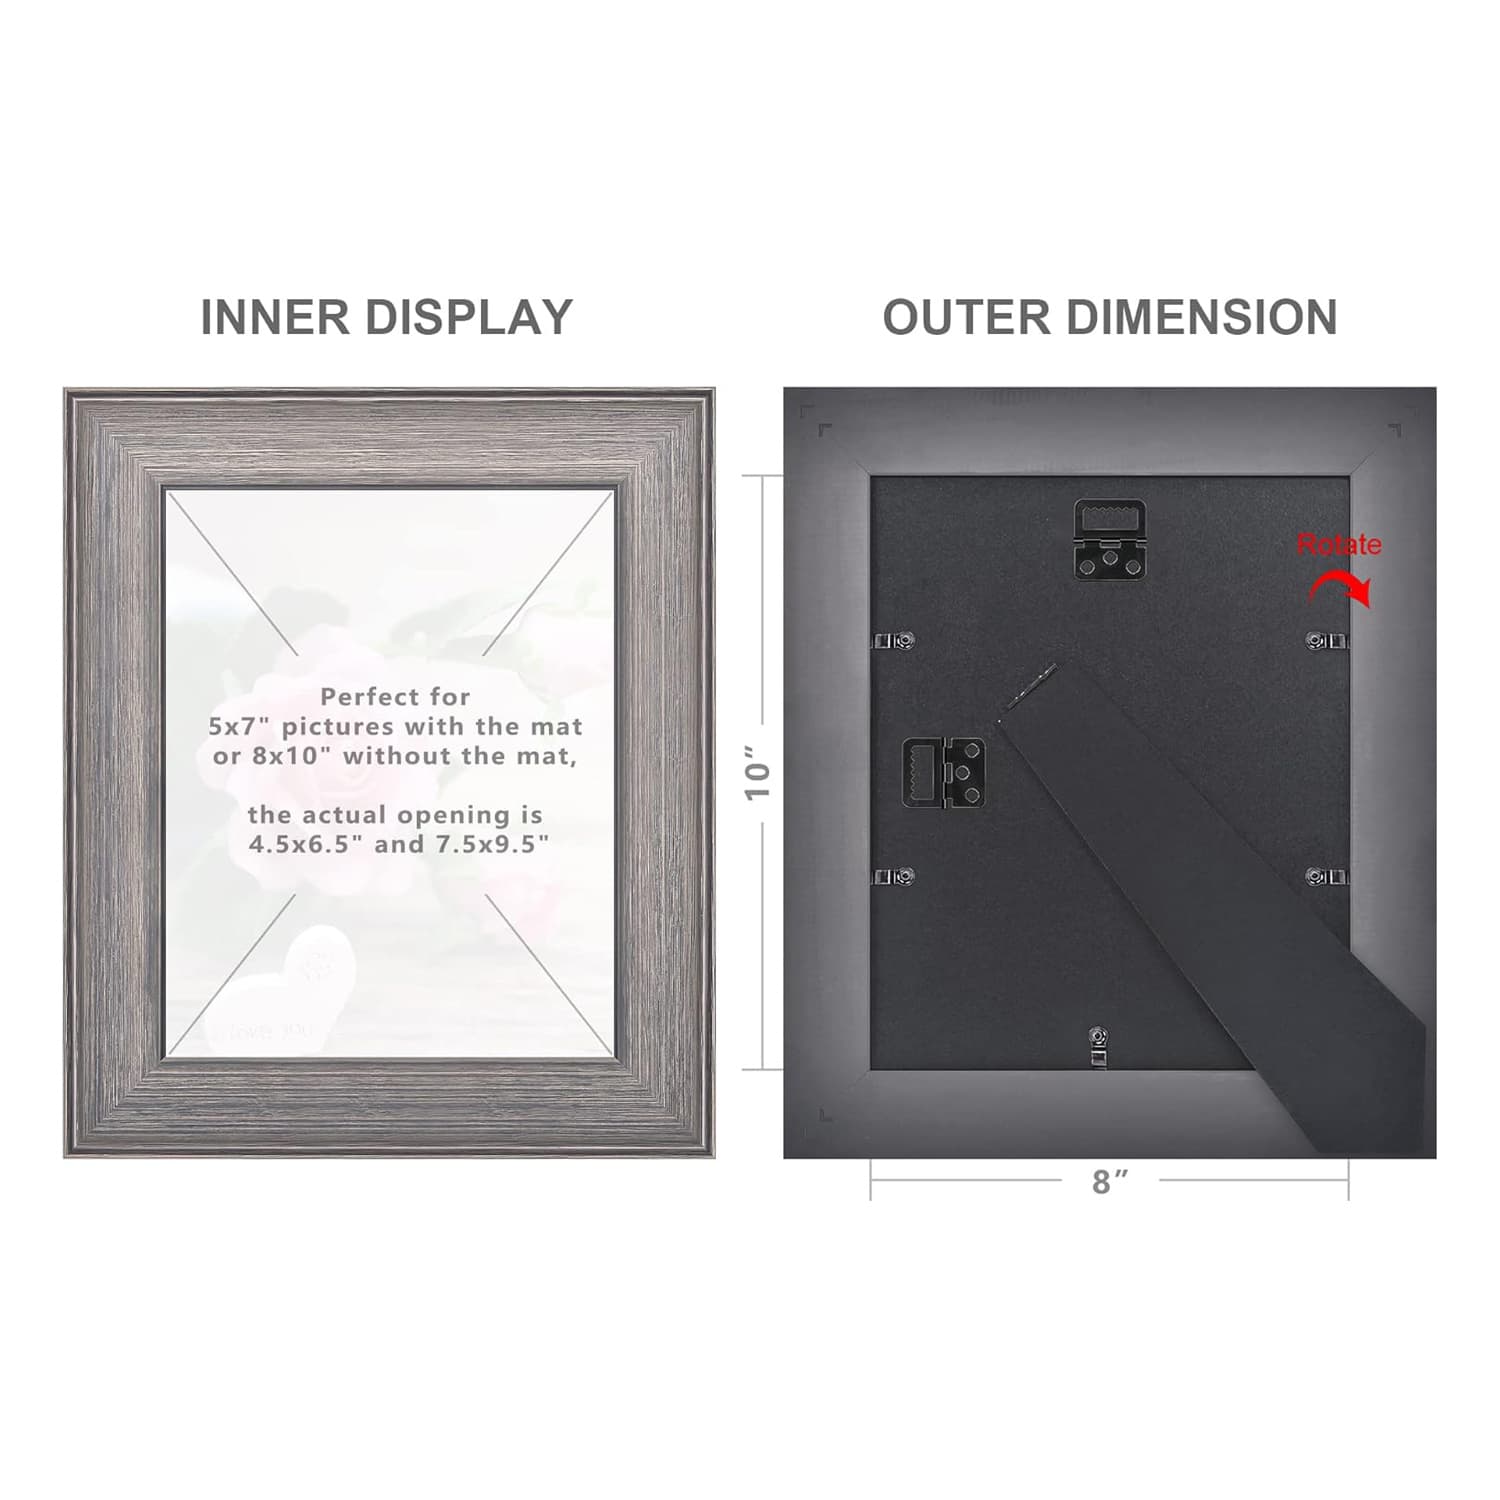 INNER DISPLAY
OUTER DIMENSION
Perfect for
5x7" pictures with the mat
or 8x10" without the mat,
the actual opening is
4.5x6.5" and 7.5x9.5"
10”
Rotate
8”